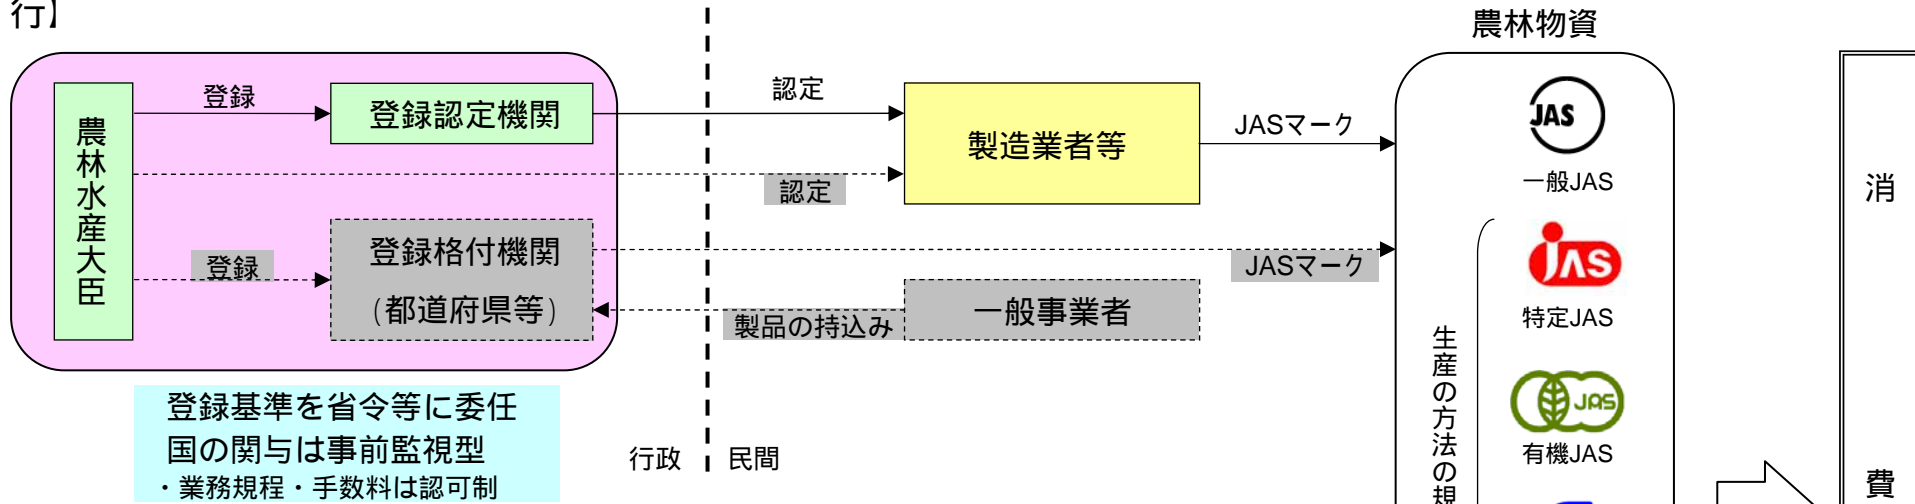 行】
農林物資
農林水産大臣
登録
登録認定機関
認定
製造業者等
JASマーク
JAS
一般JAS
認定
登録
登録格付機関
(都道府県等)
JASマーク
製品の持込み
一般事業者
JAS
特定JAS
JAS
有機JAS
生産の方法の規
登録基準を省令等に委任
国の関与は事前監視型
・業務規程・手数料は認可制
行政
民間
消
費